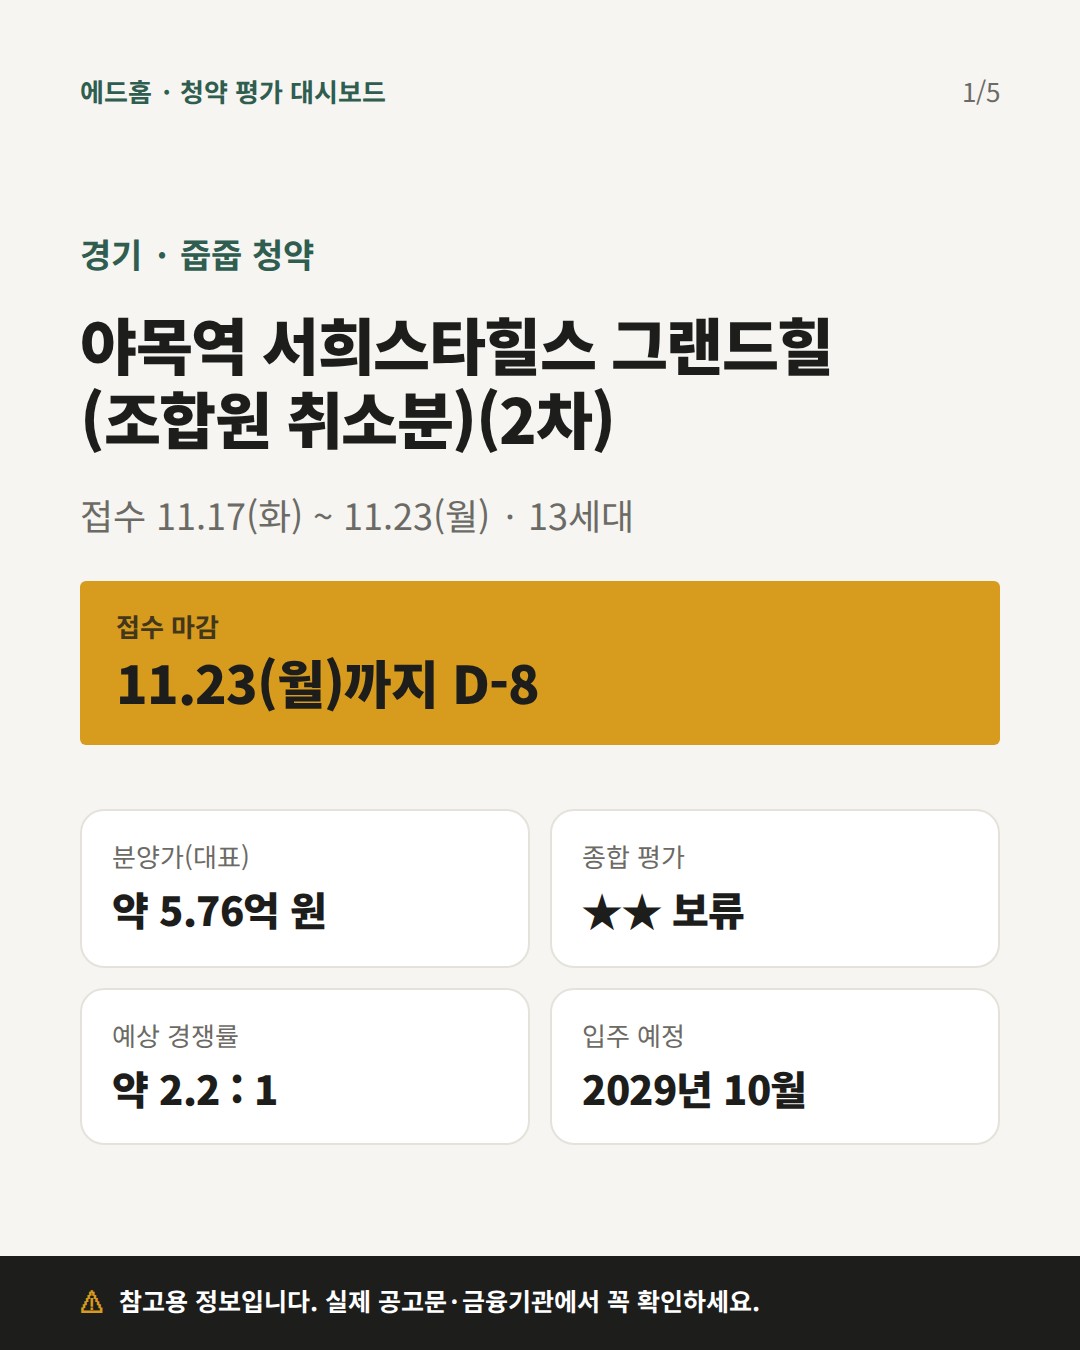 에드홈 · 청약 평가 대시보드
1/5
경기 · 줍줍 청약
야목역 서희스타힐스 그랜드힐
(조합원 취소분)(2차)
접수 11.17(화) ~ 11.23(월) · 13세대
접수 마감
11.23(월)까지 D-8
분양가(대표)
약 5.76억 원
종합 평가
★★ 보류
예상 경쟁률
약 2.2 : 1
입주 예정
2029년 10월
⚠ 참고용 정보입니다. 실제 공고문·금융기관에서 꼭 확인하세요.